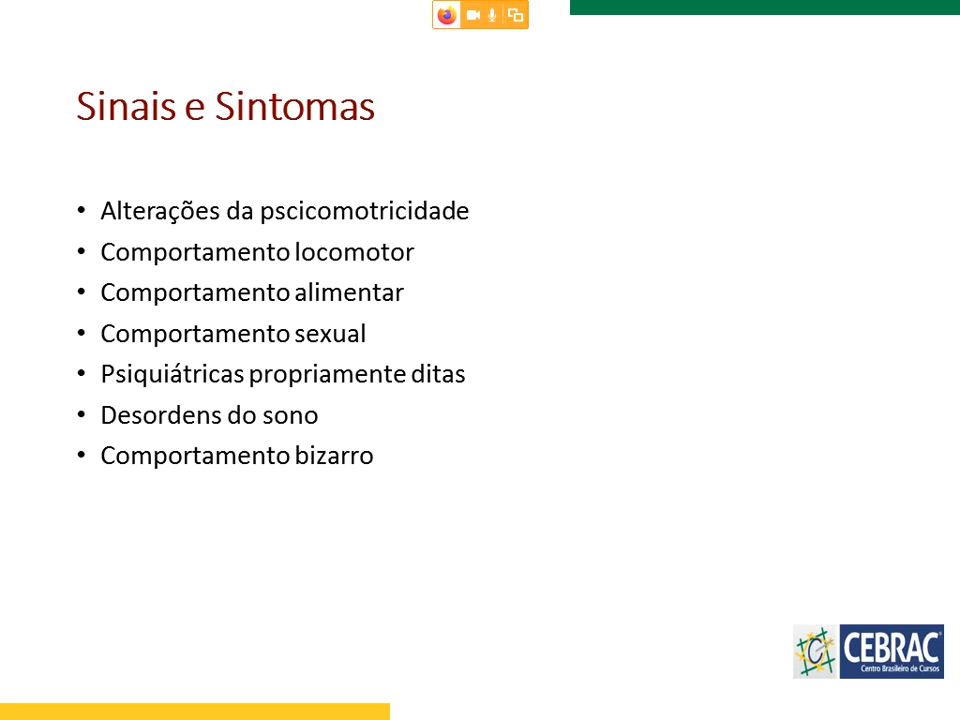 Sinais e Sintomas
• Alterações da pscicomotricidade
• Comportamento locomotor
• Comportamento alimentar
• Comportamento sexual
• Psiquiátricas propriamente ditas
• Desordens do sono
• Comportamento bizarro
CEBRAC
Centro Brasileiro de Cursos